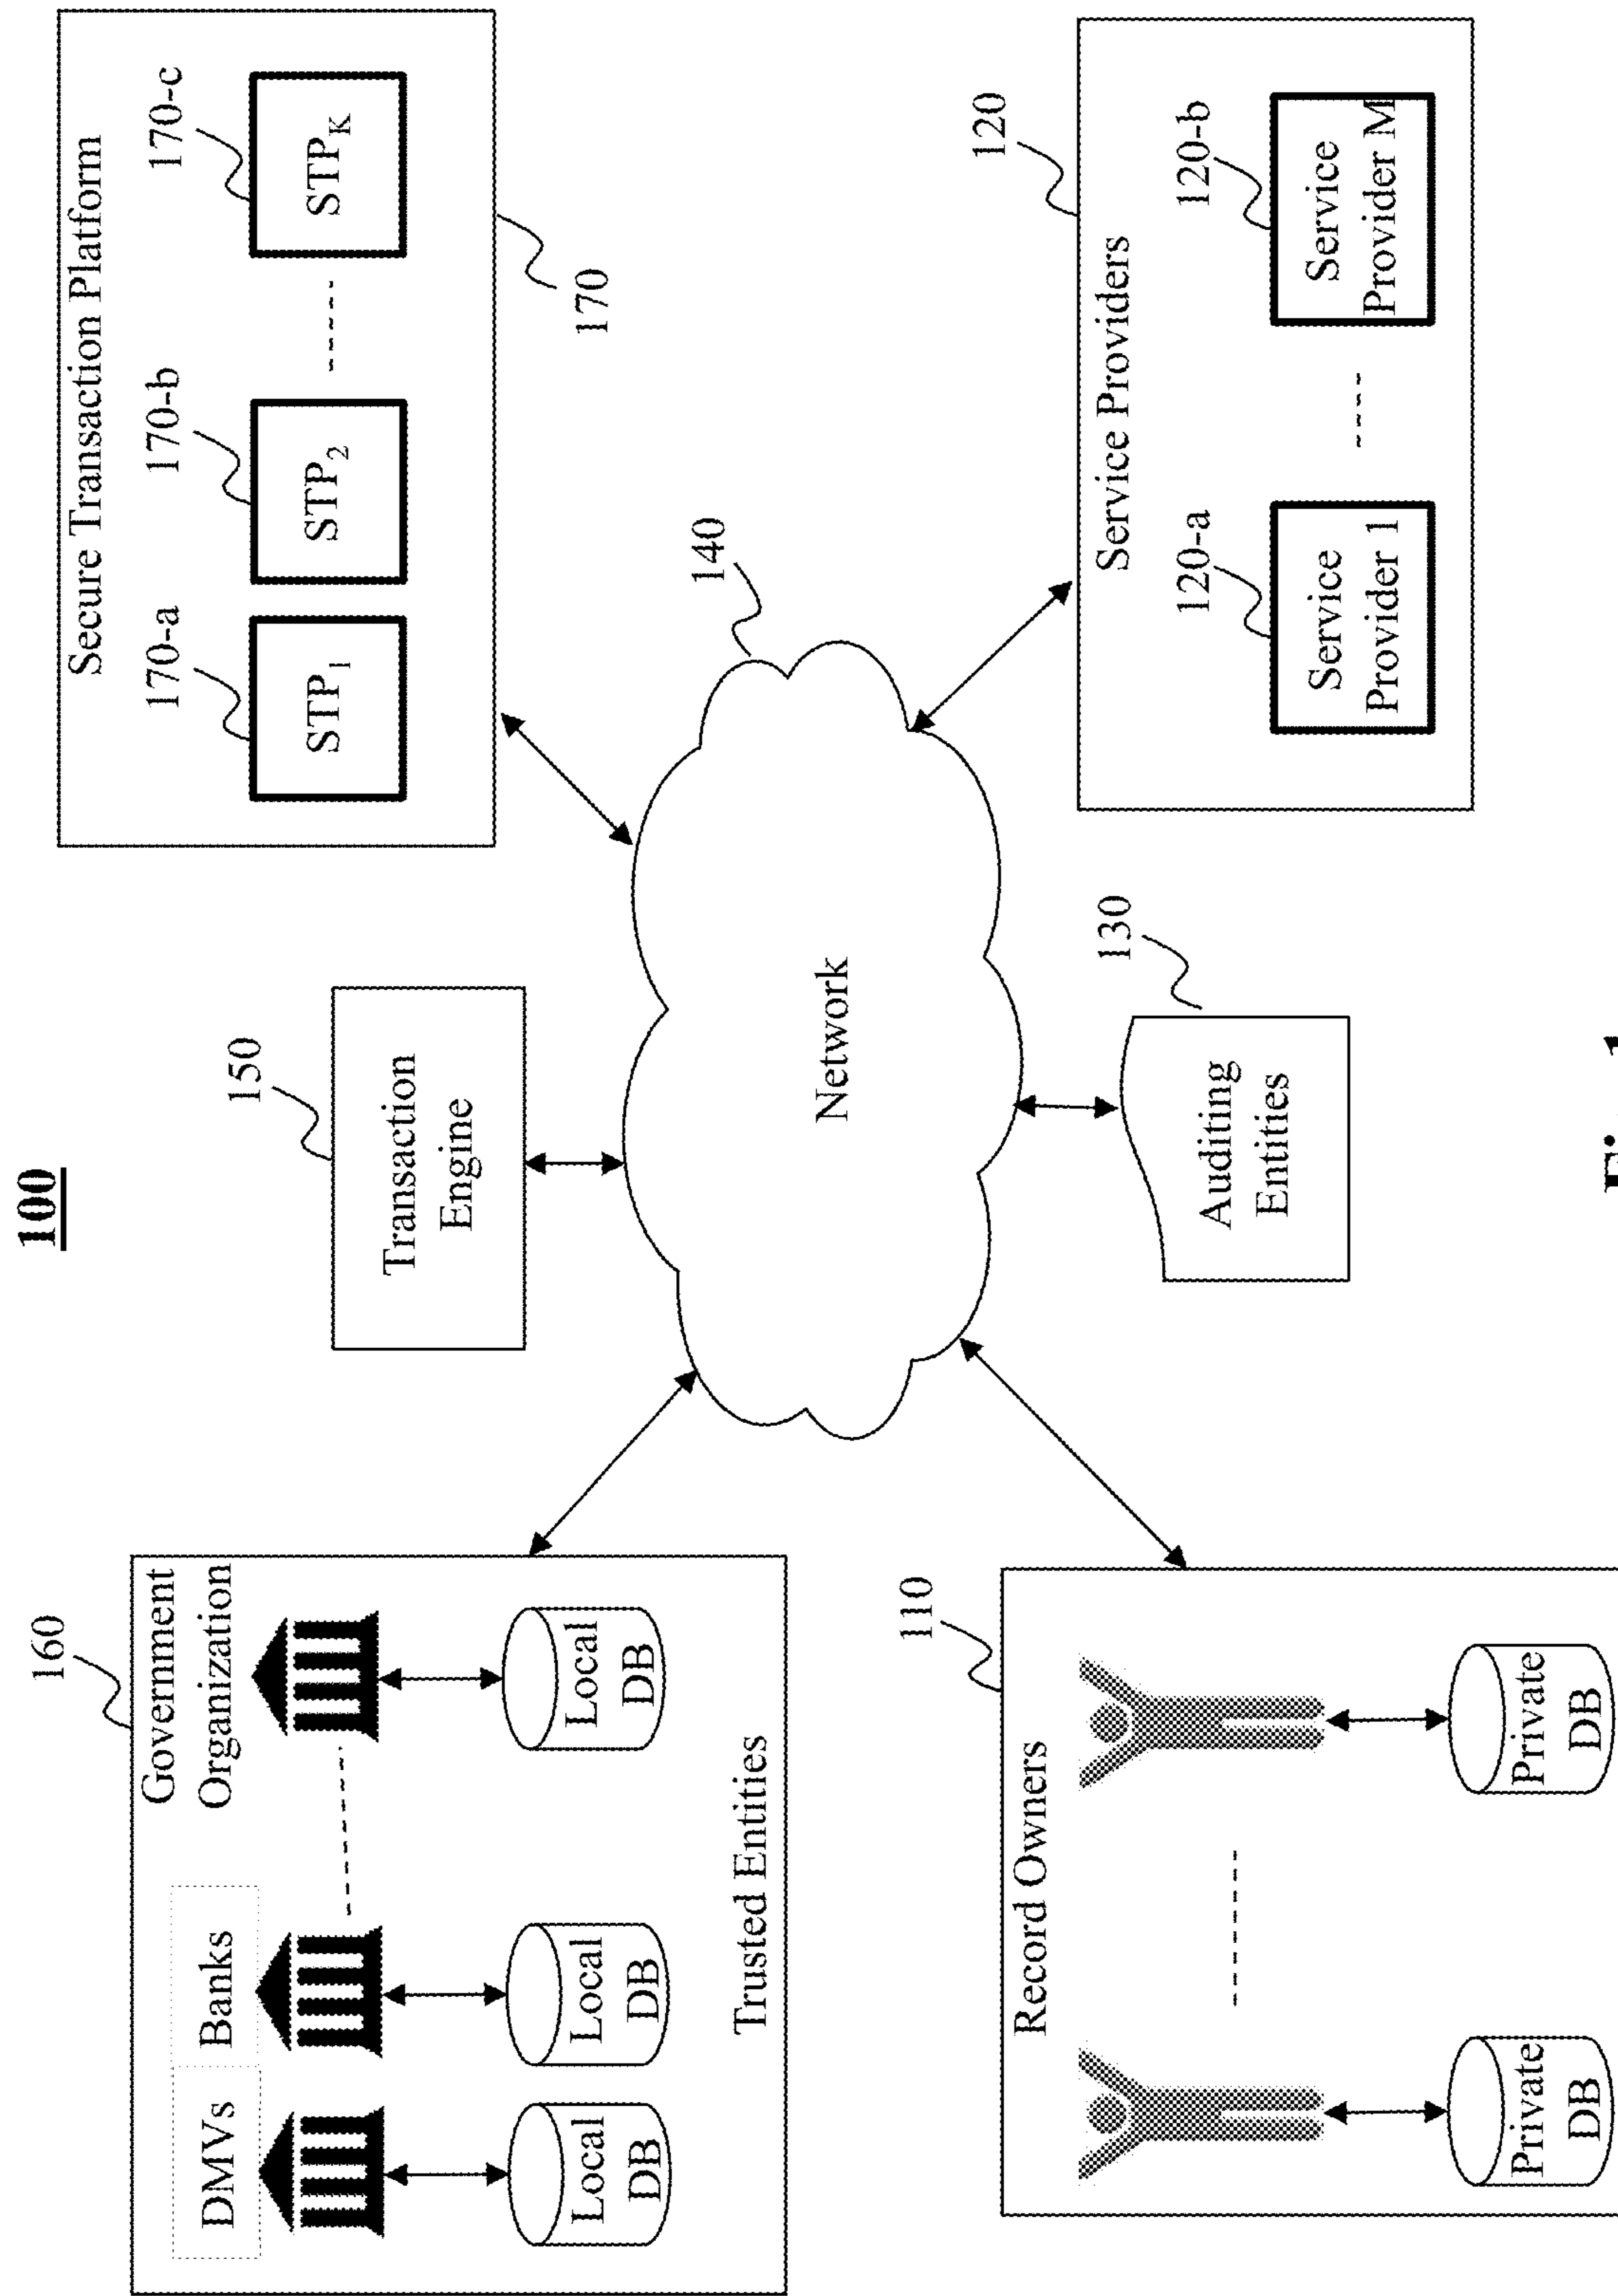 100
160
Government
Organization
DMVs
Banks
Local
DB
Local
DB
Local
DB
Trusted Entities
150
Transaction
Engine
Secure Transaction Platform
170-a
170-b
170-c
STP1
STP2
STPK
170
140
Network
110
Record Owners
Private
DB
Private
DB
130
Auditing
Entities
120
Service Providers
120-a
120-b
Service
Provider 1
Service
Provider M